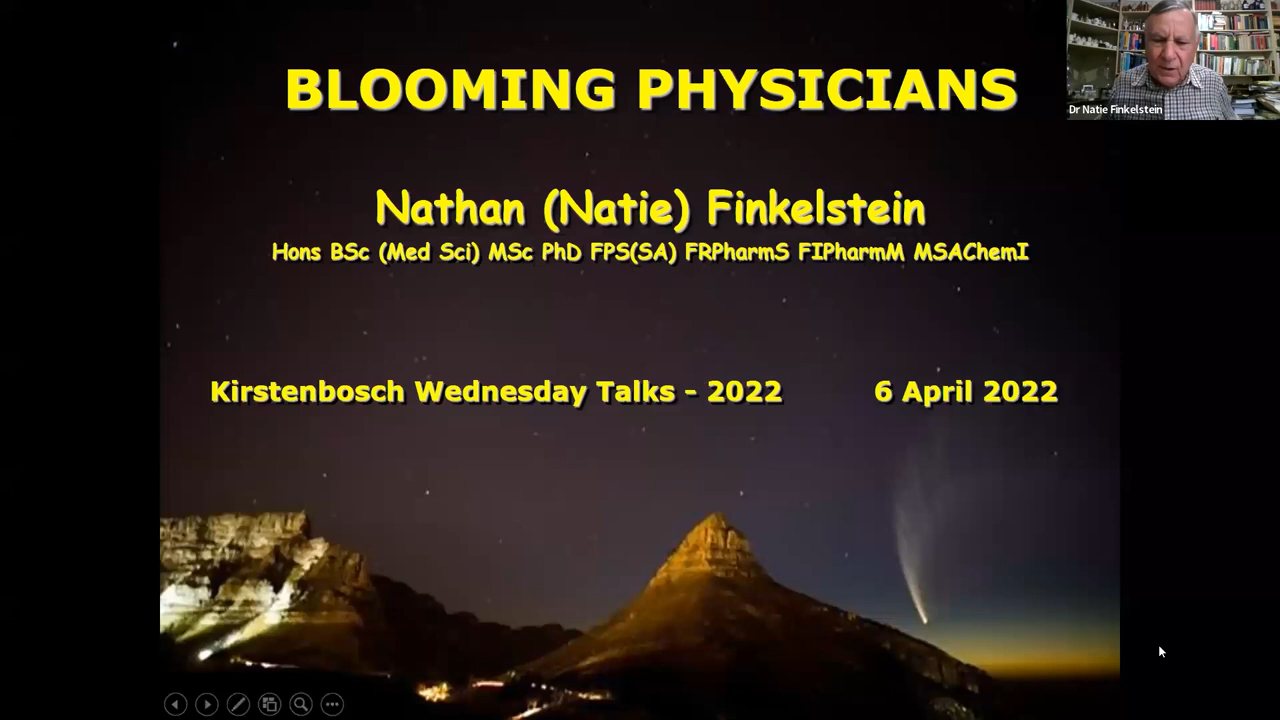 BLOOMING PHYSICIANS
Dr Natie Finkelstein
Nathan (Natie) Finkelstein
Hons BSc (Med Sci) MSc PhD FPS(SA) FRPharmS FIPharmM MSAChemI
Kirstenbosch Wednesday Talks - 2022 6 April 2022